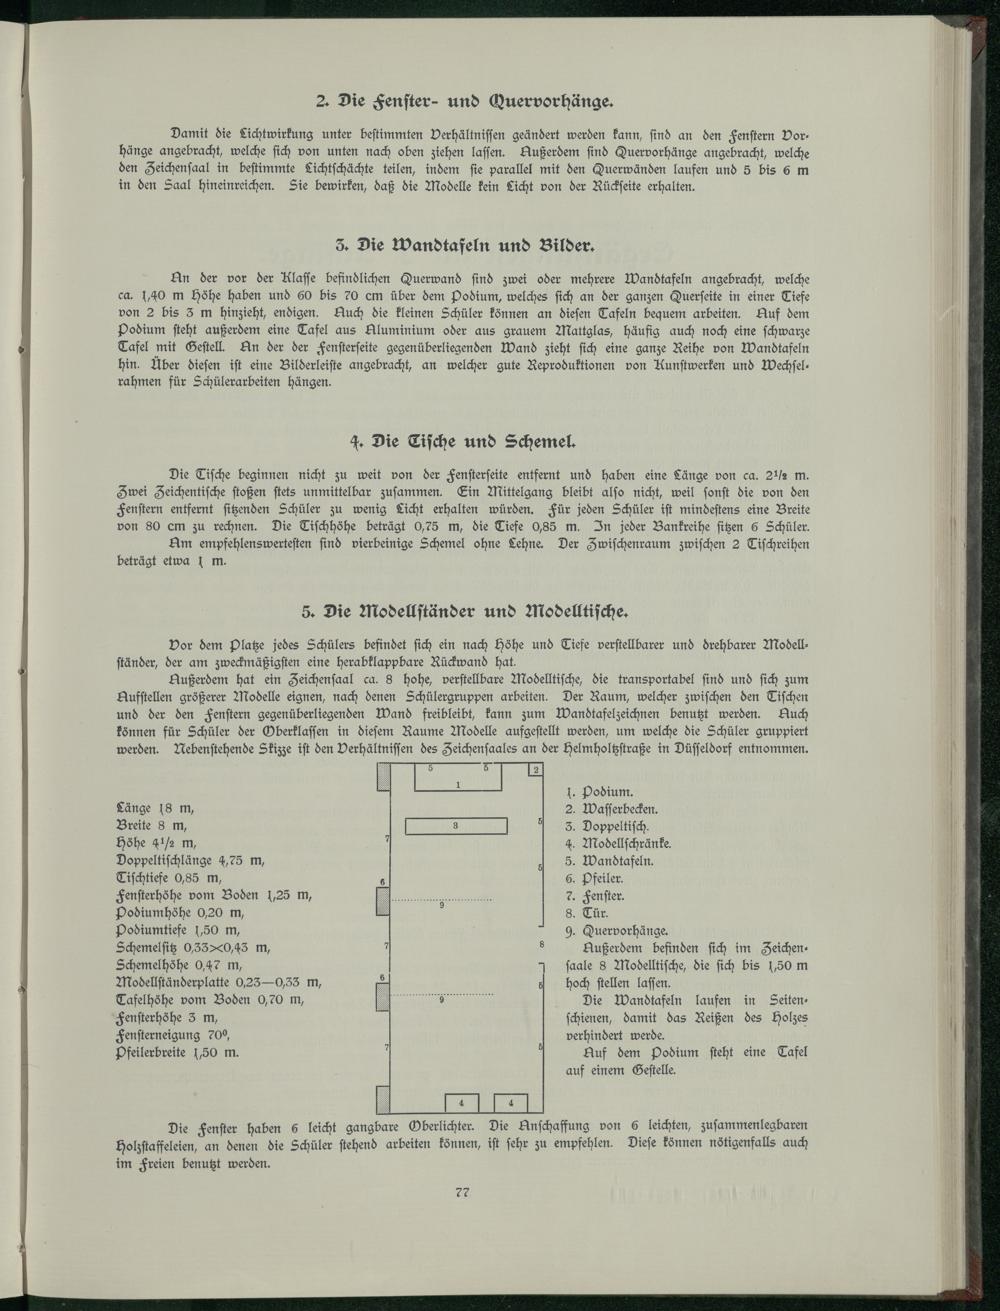 2. Die Fenster- und Quervorhänge.
Damit die Lichtwirkung unter bestimmten Verhältnissen geändert werden kann, sind an den Fenstern Vor-
hänge angebracht, welche sich von unten nach oben ziehen lassen. Außerdem sind Quervorhänge angebracht, welche
den Zeichensaal in bestimmte Lichtschächte teilen, indem sie parallel mit den Querwänden laufen und 5 bis 6 m
in den Saal hineinreichen. Sie bewirken, daß die Modelle kein Licht von der Rückseite erhalten.
3. Die Wandtafeln und Bilder.
An der vor der Klasse befindlichen Querwand sind zwei oder mehrere Wandtafeln angebracht, welche
ca. 1,40 m Höhe haben und 60 bis 70 cm über dem Podium, welches sich an der ganzen Querseite in einer Tiefe
von 2 bis 3 m hinzieht, endigen. Auch die kleinen Schüler können an diesen Tafeln bequem arbeiten. Auf dem
Podium steht außerdem eine Tafel aus Aluminium oder aus grauem Mattglas, häufig auch noch eine schwarze
Tafel mit Gestell. An der der Fensterseite gegenüberliegenden Wand zieht sich eine ganze Reihe von Wandtafeln
hin. Über diesen ist eine Bilderleiste angebracht, an welcher gute Reproduktionen von Kunstwerken und Wechsel-
rahmen für Schülerarbeiten hängen.
4. Die Tische und Schemel.
Die Tische beginnen nicht zu weit von der Fensterseite entfernt und haben eine Länge von ca. 2 1/2 m.
Zwei Zeichentische stoßen stets unmittelbar zusammen. Ein Mittelgang bleibt also nicht, weil sonst die von den
Fenstern entfernt sitzenden Schüler zu wenig Licht erhalten würden. Für jeden Schüler ist mindestens eine Breite
von 80 cm zu rechnen. Die Tischhöhe beträgt 0,75 m, die Tiefe 0,85 m. In jeder Bankreihe sitzen 6 Schüler.
Am empfehlenswertesten sind vierbeinige Schemel ohne Lehne. Der Zwischenraum zwischen 2 Tischreihen
beträgt etwa 1 m.
5. Die Modellständer und Modelltische.
Vor dem Platze jedes Schülers befindet sich ein nach Höhe und Tiefe verstellbarer und drehbarer Modell-
ständer, der am zweckmäßigsten eine herabklappbare Rückwand hat.
Außerdem hat ein Zeichensaal ca. 8 hohe, verstellbare Modelltische, die transportabel sind und sich zum
Aufstellen größerer Modelle eignen, nach denen Schülergruppen arbeiten. Der Raum, welcher zwischen den Tischen
und der den Fenstern gegenüberliegenden Wand freibleibt, kann zum Wandtafelzeichnen benutzt werden. Auch
können für Schüler der Oberklassen in diesem Raume Modelle aufgestellt werden, um welche die Schüler gruppiert
werden. Nebenstehende Skizze ist den Verhältnissen des Zeichensaales an der Helmholtzstraße in Düsseldorf entnommen.
Länge 18 m,
Breite 8 m,
Höhe 4 1/2 m,
Doppeltischlänge 4,75 m,
Tischtiefe 0,85 m,
Fensterhöhe vom Boden 1,25 m,
Podiumhöhe 0,20 m,
Podiumtiefe 1,50 m,
Schemelsitz 0,33×0,43 m,
Schemelhöhe 0,47 m,
Modellständerplatte 0,23—0,33 m,
Tafelhöhe vom Boden 0,70 m,
Fensterhöhe 3 m,
Fensterneigung 70⁰,
Pfeilerbreite 1,50 m.
5 5 2
1
3 5
7
5
6
9
7 8
6
5
9
7 5
4 4
1. Podium.
2. Wasserbecken.
3. Doppeltisch.
4. Modellschränke.
5. Wandtafeln.
6. Pfeiler.
7. Fenster.
8. Tür.
9. Quervorhänge.
Außerdem befinden sich im Zeichen-
saale 8 Modelltische, die sich bis 1,50 m
hoch stellen lassen.
Die Wandtafeln laufen in Seiten-
schienen, damit das Reißen des Holzes
verhindert werde.
Auf dem Podium steht eine Tafel
auf einem Gestelle.
Die Fenster haben 6 leicht gangbare Oberlichter. Die Anschaffung von 6 leichten, zusammenlegbaren
Holzstaffeleien, an denen die Schüler stehend arbeiten können, ist sehr zu empfehlen. Diese können nötigenfalls auch
im Freien benutzt werden.
77